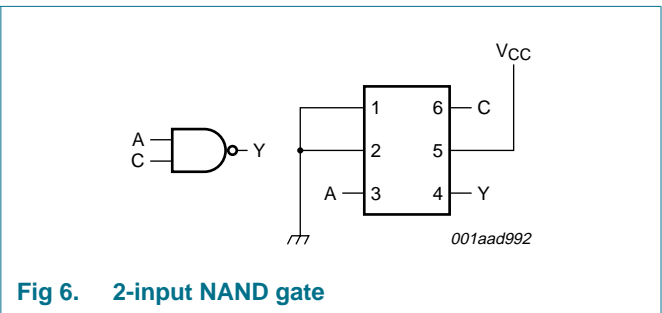 VCC
1 6 C
A
C Y
2 5
A 3 4 Y
001aad992
Fig 6. 2-input NAND gate